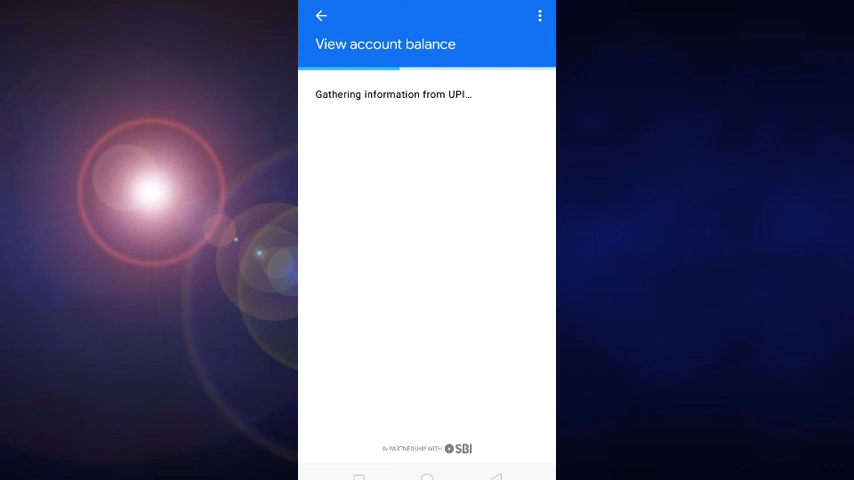 View account balance
Gathering information from UPI...
IN PARTNERSHIP WITH SBI